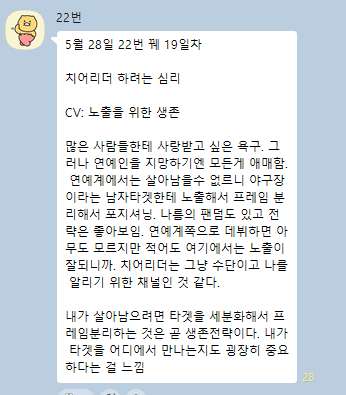 22번
5월 28일 22번 꿰 19일차
치어리더 하려는 심리
CV: 노출을 위한 생존
많은 사람들한테 사랑받고 싶은 욕구. 그
러나 연예인을 지망하기엔 모든게 애매함.
연예계에서는 살아남을수 없으니 야구장
이라는 남자타겟한테 노출해서 프레임 분
리해서 포지셔닝. 나름의 팬덤도 있고 전
략은 좋아보임. 연예계쪽으로 데뷔하면 아
무도 모르지만 적어도 여기에서는 노출이
잘되니까. 치어리더는 그냥 수단이고 나를
알리기 위한 채널인 것 같다.
내가 살아남으려면 타겟을 세분화해서 프
레임분리하는 것은 곧 생존전략이다. 내가
타겟을 어디에서 만나는지도 굉장히 중요
하다는 걸 느낌
28